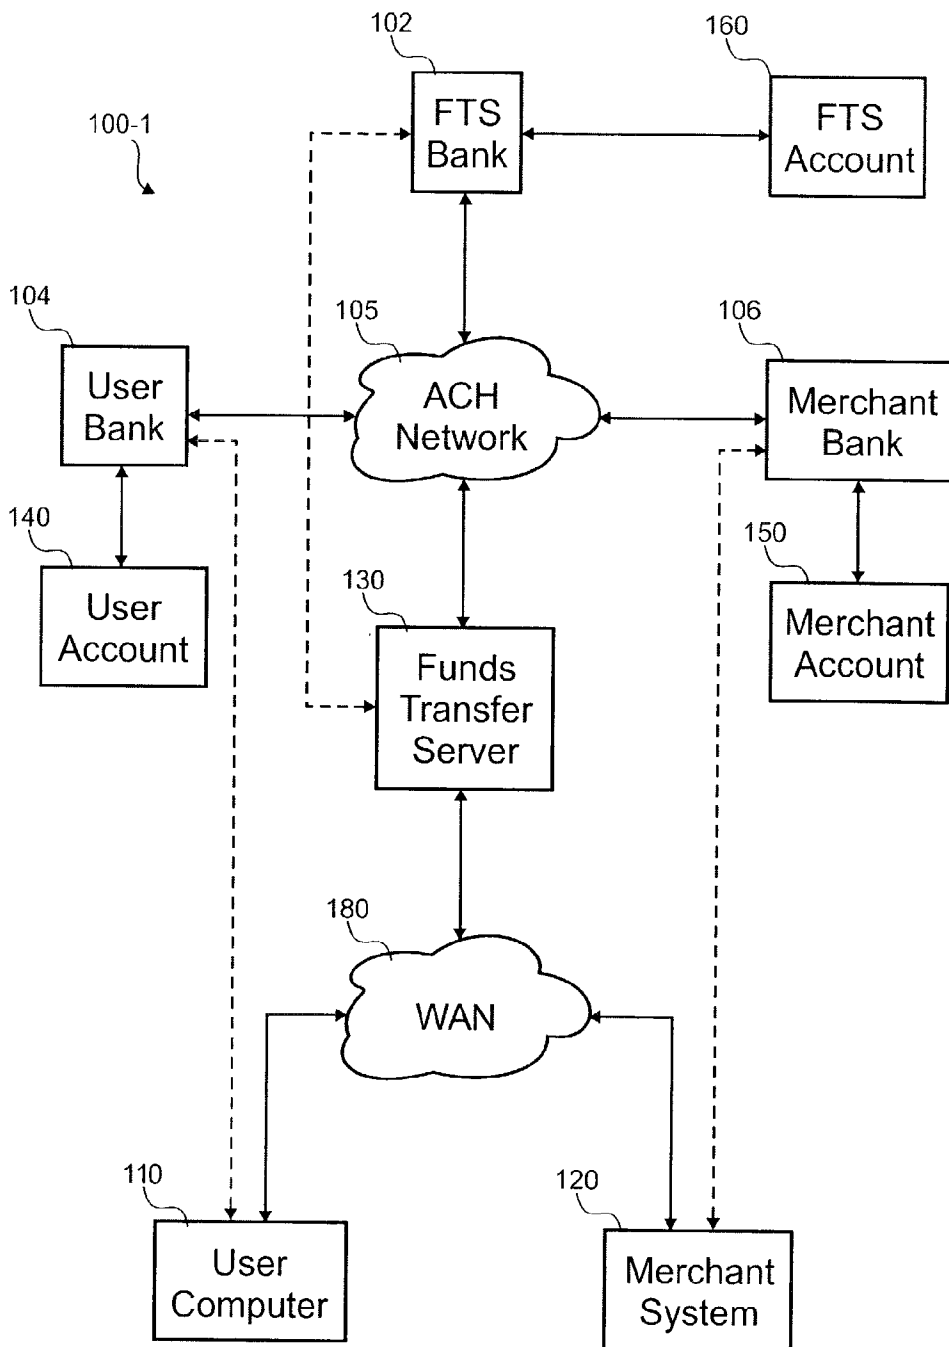 102
160
FTS
Bank
FTS
Account
100-1
104
105
106
User
Bank
ACH
Network
Merchant
Bank
140
130
150
User
Account
Merchant
Account
Funds
Transfer
Server
180
WAN
110
120
User
Computer
Merchant
System